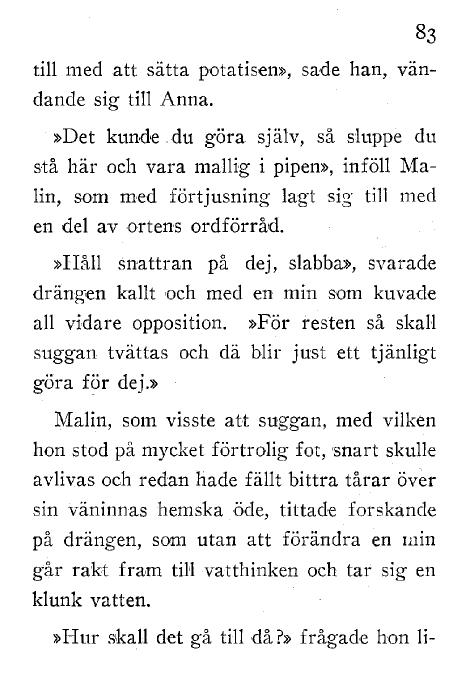 83
till med att sätta potatisen», sade han, vän-
dande sig till Anna.
»Det kunde du göra själv, så sluppe du
stå här och vara mallig i pipen», inföll Ma-
lin, som med förtjusning lagt sig till med
en del av ortens ordförråd.
»Håll snattran på dej, slabba», svarade
drängen kallt och med en min som kuvade
all vidare opposition. »För resten så skall
suggan tvättas och då blir just ett tjänligt
göra för dej.»
Malin, som visste att suggan, med vilken
hon stod på mycket förtrolig fot, snart skulle
avlivas och redan hade fällt bittra tårar över
sin väninnas hemska öde, tittade forskande
på drängen, som utan att förändra en min
går rakt fram till vatthinken och tar sig en
klunk vatten.
»Hur skall det gå till då?» frågade hon li-